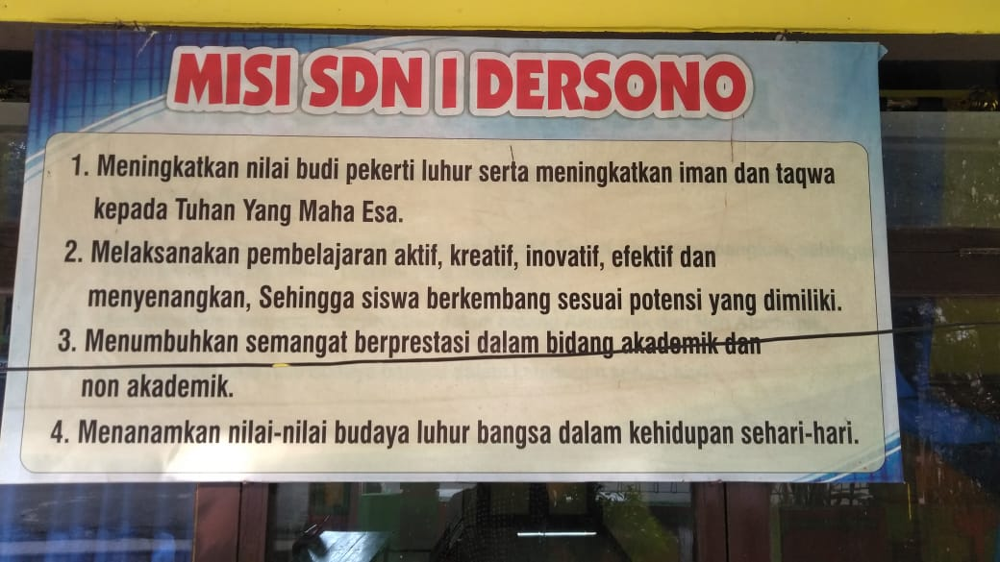 MISI SDN I DERSONO
1. Meningkatkan nilai budi pekerti luhur serta meningkatkan iman dan taqwa
kepada Tuhan Yang Maha Esa.
2. Melaksanakan pembelajaran aktif, kreatif, inovatif, efektif dan
menyenangkan, Sehingga siswa berkembang sesuai potensi yang dimiliki.
3. Menumbuhkan semangat berprestasi dalam bidang akademik dan
non akademik.
4. Menanamkan nilai-nilai budaya luhur bangsa dalam kehidupan sehari-hari.